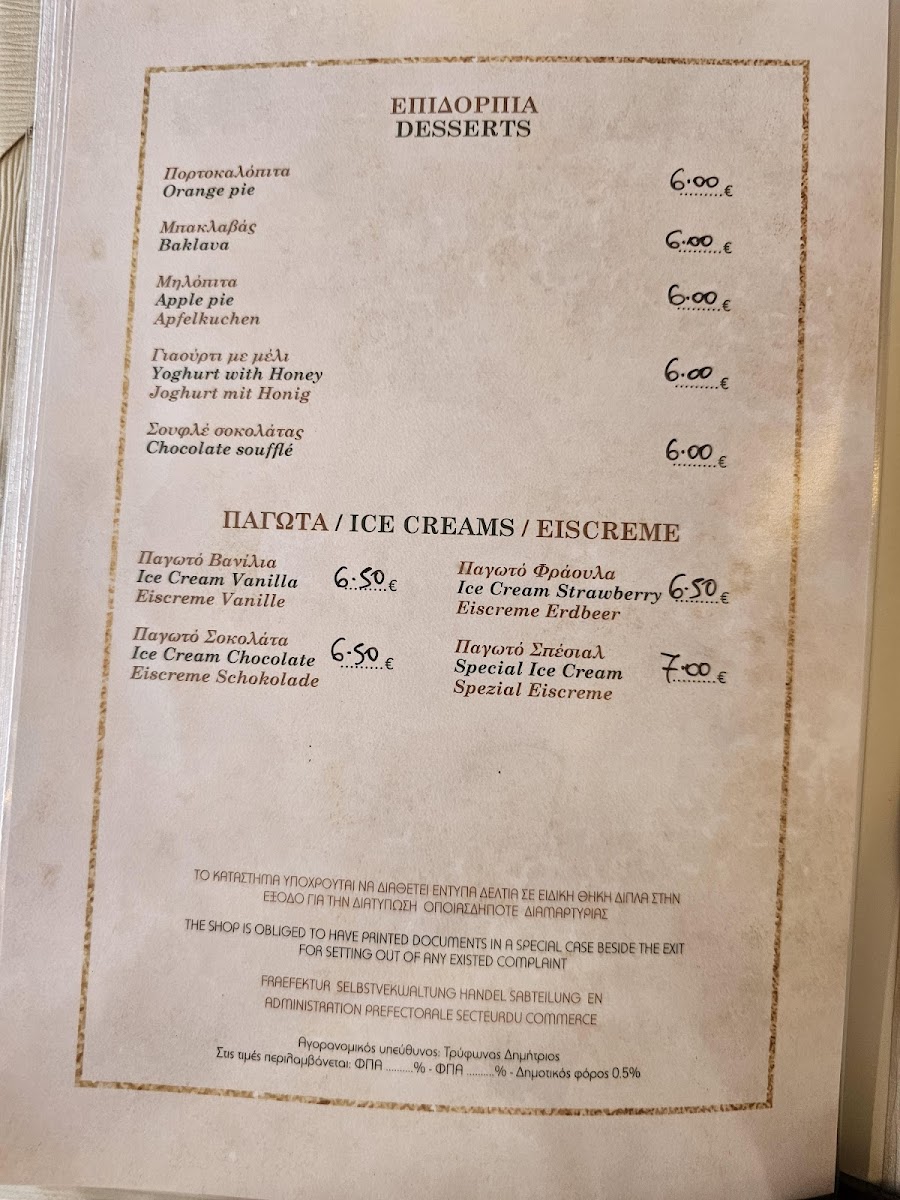 ΕΠΙΔΟΡΠΙΑ
DESSERTS
Πορτοκαλόπιτα
Orange pie 6.00 €
Μπακλαβάς
Baklava 6.00 €
Μηλόπιτα
Apple pie 6.00 €
Apfelkuchen
Γιαούρτι με μέλι
Yoghurt with Honey 6.00 €
Joghurt mit Honig
Σουφλέ σοκολάτας
Chocolate soufflé 6.00 €
ΠΑΓΩΤΑ / ICE CREAMS / EISCREME
Παγωτό Βανίλια
Ice Cream Vanilla 6.50 €
Eiscreme Vanille
Παγωτό Σοκολάτα
Ice Cream Chocolate 6.50 €
Eiscreme Schokolade
Παγωτό Φράουλα
Ice Cream Strawberry 6.50 €
Eiscreme Erdbeer
Παγωτό Σπέσιαλ
Special Ice Cream 7.00 €
Spezial Eiscreme
ΤΟ ΚΑΤΑΣΤΗΜΑ ΥΠΟΧΡΟΥΤΑΙ ΝΑ ΔΙΑΘΕΤΕΙ ΕΝΤΥΠΑ ΔΕΛΤΙΑ ΣΕ ΕΙΔΙΚΗ ΘΗΚΗ ΔΙΠΛΑ ΣΤΗΝ
ΕΞΟΔΟ ΓΙΑ ΤΗΝ ΔΙΑΤΥΠΩΣΗ ΟΠΟΙΑΣΔΗΠΟΤΕ ΔΙΑΜΑΡΤΥΡΙΑΣ
THE SHOP IS OBLIGED TO HAVE PRINTED DOCUMENTS IN A SPECIAL CASE BESIDE THE EXIT
FOR SETTING OUT OF ANY EXISTED COMPLAINT
FRAEFEKTUR SELBSTVEKWALTUNG HANDEL SABTEILUNG EN
ADMINISTRATION PREFECTORALE SECTEURDU COMMERCE
Αγορανομικός υπεύθυνος: Τρύφωνας Δημήτριος
Στις τιμές περιλαμβάνεται: ΦΠΑ ..........% - ΦΠΑ ..........% - Δημοτικός φόρος 0.5%